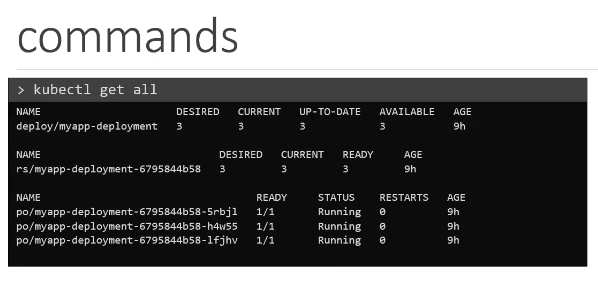 commands
> kubectl get all
NAME DESIRED CURRENT UP-TO-DATE AVAILABLE AGE
deploy/myapp-deployment 3 3 3 3 9h
NAME DESIRED CURRENT READY AGE
rs/myapp-deployment-6795844b58 3 3 3 9h
NAME READY STATUS RESTARTS AGE
po/myapp-deployment-6795844b58-5rbjl 1/1 Running 0 9h
po/myapp-deployment-6795844b58-h4w55 1/1 Running 0 9h
po/myapp-deployment-6795844b58-lfjhv 1/1 Running 0 9h